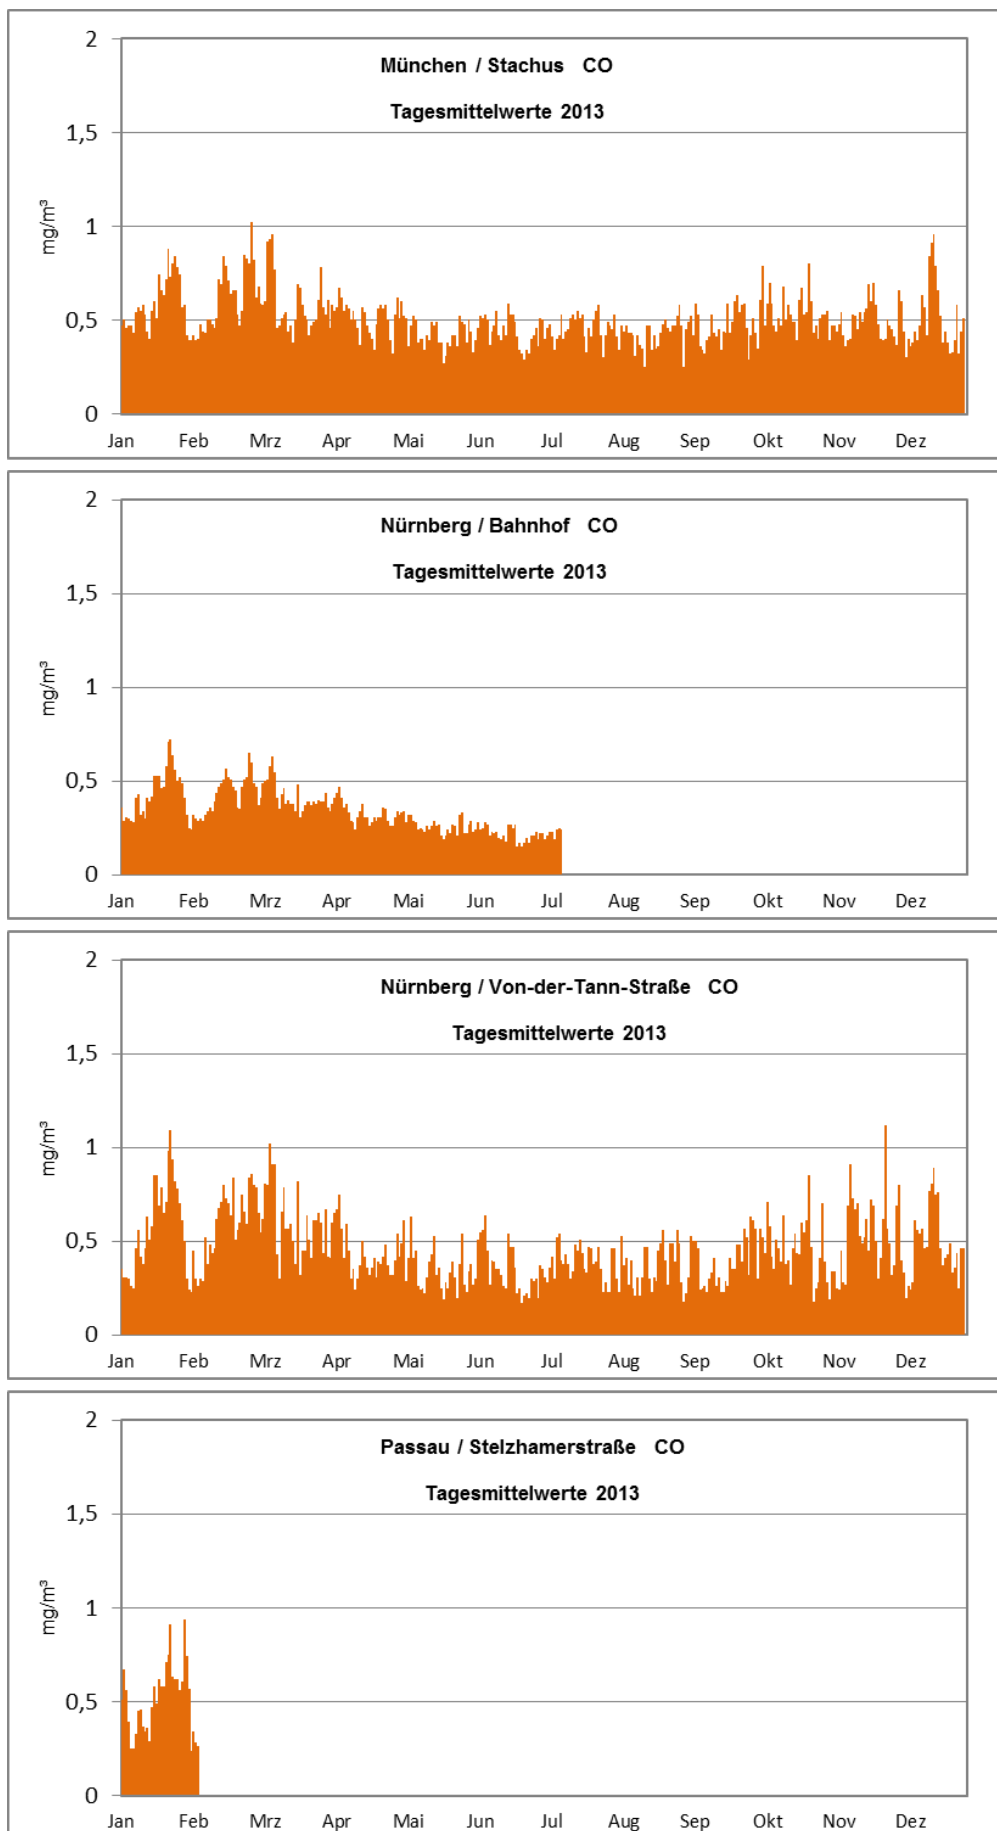 München / Stachus CO
Tagesmittelwerte 2013
mg/m³
2
1,5
1
0,5
0
Jan Feb Mrz Apr Mai Jun Jul Aug Sep Okt Nov Dez
Nürnberg / Bahnhof CO
Tagesmittelwerte 2013
mg/m³
2
1,5
1
0,5
0
Jan Feb Mrz Apr Mai Jun Jul Aug Sep Okt Nov Dez
Nürnberg / Von-der-Tann-Straße CO
Tagesmittelwerte 2013
mg/m³
2
1,5
1
0,5
0
Jan Feb Mrz Apr Mai Jun Jul Aug Sep Okt Nov Dez
Passau / Stelzhamerstraße CO
Tagesmittelwerte 2013
mg/m³
2
1,5
1
0,5
0
Jan Feb Mrz Apr Mai Jun Jul Aug Sep Okt Nov Dez